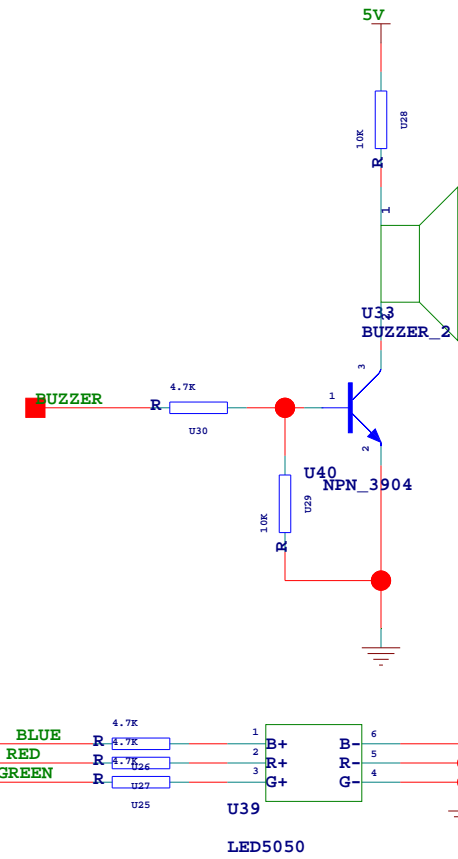 5V
10K
U28
R
1
U33
2
BUZZER_2
3
4.7K
BUZZER
R
1
U30
2
U40
NPN_3904
10K
U29
R
4.7K
BLUE
R
1
B+
B-
6
4.7K
RED
R
2
R+
R-
5
4.7K
U26
GREEN
R
3
G+
G-
4
U27
U25
U39
LED5050